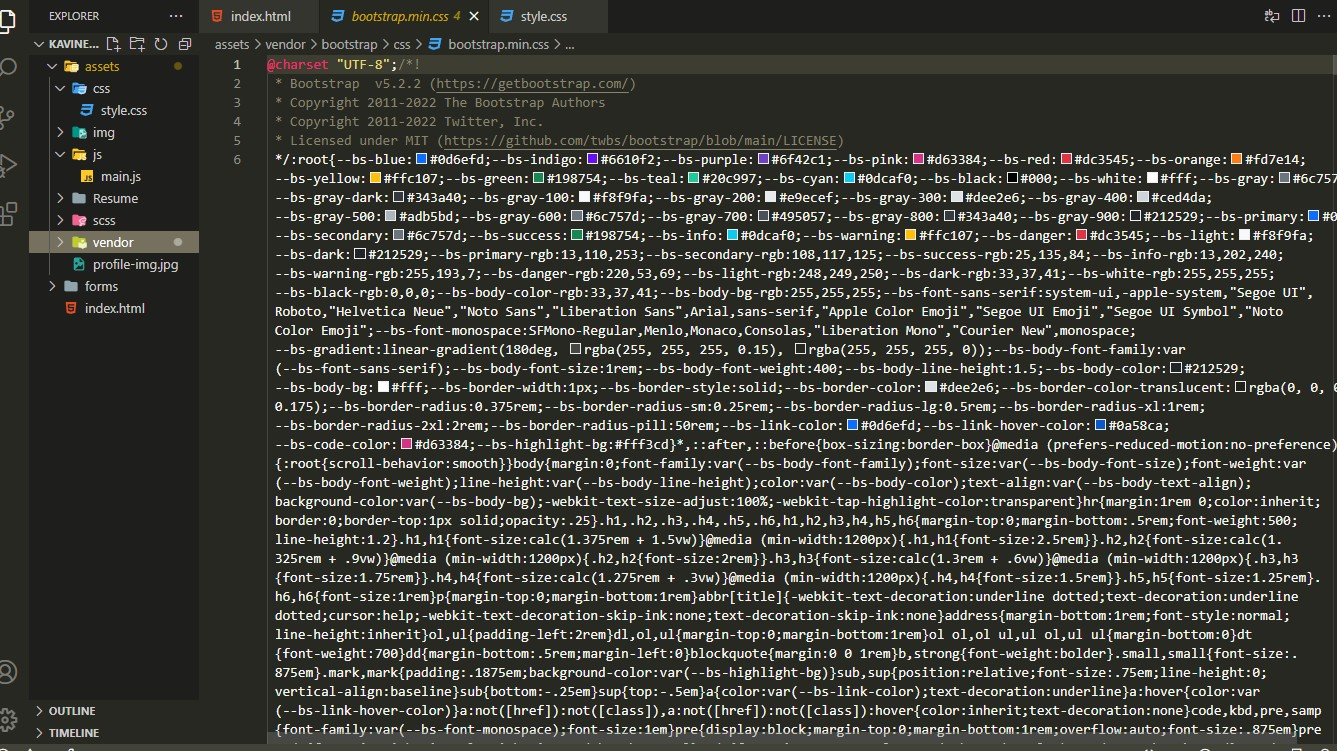 EXPLORER
index.html
bootstrap.min.css 4
style.css
KAVINE...
assets > vendor > bootstrap > css > bootstrap.min.css > ...
assets
css
style.css
img
js
main.js
Resume
scss
vendor
profile-img.jpg
forms
index.html
OUTLINE
TIMELINE
1 @charset "UTF-8";/*!
2 * Bootstrap  v5.2.2 (https://getbootstrap.com/)
3 * Copyright 2011-2022 The Bootstrap Authors
4 * Copyright 2011-2022 Twitter, Inc.
5 * Licensed under MIT (https://github.com/twbs/bootstrap/blob/main/LICENSE)
6 */:root{--bs-blue:#0d6efd;--bs-indigo:#6610f2;--bs-purple:#6f42c1;--bs-pink:#d63384;--bs-red:#dc3545;--bs-orange:#fd7e14;
--bs-yellow:#ffc107;--bs-green:#198754;--bs-teal:#20c997;--bs-cyan:#0dcaf0;--bs-black:#000;--bs-white:#fff;--bs-gray:#6c757
--bs-gray-dark:#343a40;--bs-gray-100:#f8f9fa;--bs-gray-200:#e9ecef;--bs-gray-300:#dee2e6;--bs-gray-400:#ced4da;
--bs-gray-500:#adb5bd;--bs-gray-600:#6c757d;--bs-gray-700:#495057;--bs-gray-800:#343a40;--bs-gray-900:#212529;--bs-primary:#0
--bs-secondary:#6c757d;--bs-success:#198754;--bs-info:#0dcaf0;--bs-warning:#ffc107;--bs-danger:#dc3545;--bs-light:#f8f9fa;
--bs-dark:#212529;--bs-primary-rgb:13,110,253;--bs-secondary-rgb:108,117,125;--bs-success-rgb:25,135,84;--bs-info-rgb:13,202,240;
--bs-warning-rgb:255,193,7;--bs-danger-rgb:220,53,69;--bs-light-rgb:248,249,250;--bs-dark-rgb:33,37,41;--bs-white-rgb:255,255,255;
--bs-black-rgb:0,0,0;--bs-body-color-rgb:33,37,41;--bs-body-bg-rgb:255,255,255;--bs-font-sans-serif:system-ui,-apple-system,"Segoe UI",
Roboto,"Helvetica Neue","Noto Sans","Liberation Sans",Arial,sans-serif,"Apple Color Emoji","Segoe UI Emoji","Segoe UI Symbol","Noto
Color Emoji";--bs-font-monospace:SFMono-Regular,Menlo,Monaco,Consolas,"Liberation Mono","Courier New",monospace;
--bs-gradient:linear-gradient(180deg, rgba(255, 255, 255, 0.15), rgba(255, 255, 255, 0));--bs-body-font-family:var
(--bs-font-sans-serif);--bs-body-font-size:1rem;--bs-body-font-weight:400;--bs-body-line-height:1.5;--bs-body-color:#212529;
--bs-body-bg:#fff;--bs-border-width:1px;--bs-border-style:solid;--bs-border-color:#dee2e6;--bs-border-color-translucent:rgba(0, 0, 0
0.175);--bs-border-radius:0.375rem;--bs-border-radius-sm:0.25rem;--bs-border-radius-lg:0.5rem;--bs-border-radius-xl:1rem;
--bs-border-radius-2xl:2rem;--bs-border-radius-pill:50rem;--bs-link-color:#0d6efd;--bs-link-hover-color:#0a58ca;
--bs-code-color:#d63384;--bs-highlight-bg:#fff3cd}*,::after,::before{box-sizing:border-box}@media (prefers-reduced-motion:no-preference)
{:root{scroll-behavior:smooth}}body{margin:0;font-family:var(--bs-body-font-family);font-size:var(--bs-body-font-size);font-weight:var
(--bs-body-font-weight);line-height:var(--bs-body-line-height);color:var(--bs-body-color);text-align:var(--bs-body-text-align);
background-color:var(--bs-body-bg);-webkit-text-size-adjust:100%;-webkit-tap-highlight-color:transparent}hr{margin:1rem 0;color:inherit;
border:0;border-top:1px solid;opacity:.25}.h1,.h2,.h3,.h4,.h5,.h6,h1,h2,h3,h4,h5,h6{margin-top:0;margin-bottom:.5rem;font-weight:500;
line-height:1.2}.h1,h1{font-size:calc(1.375rem + 1.5vw)}@media (min-width:1200px){.h1,h1{font-size:2.5rem}}.h2,h2{font-size:calc(1.
325rem + .9vw)}@media (min-width:1200px){.h2,h2{font-size:2rem}}.h3,h3{font-size:calc(1.3rem + .6vw)}@media (min-width:1200px){.h3,h3
{font-size:1.75rem}}.h4,h4{font-size:calc(1.275rem + .3vw)}@media (min-width:1200px){.h4,h4{font-size:1.5rem}}.h5,h5{font-size:1.25rem}.
h6,h6{font-size:1rem}p{margin-top:0;margin-bottom:1rem}abbr[title]{-webkit-text-decoration:underline dotted;text-decoration:underline
dotted;cursor:help;-webkit-text-decoration-skip-ink:none;text-decoration-skip-ink:none}address{margin-bottom:1rem;font-style:normal;
line-height:inherit}ol,ul{padding-left:2rem}dl,ol,ul{margin-top:0;margin-bottom:1rem}ol ol,ol ul,ul ol,ul ul{margin-bottom:0}dt
{font-weight:700}dd{margin-bottom:.5rem;margin-left:0}blockquote{margin:0 0 1rem}b,strong{font-weight:bolder}.small,small{font-size:.
875em}.mark,mark{padding:.1875em;background-color:var(--bs-highlight-bg)}sub,sup{position:relative;font-size:.75em;line-height:0;
vertical-align:baseline}sub{bottom:-.25em}sup{top:-.5em}a{color:var(--bs-link-color);text-decoration:underline}a:hover{color:var
(--bs-link-hover-color)}a:not([href]):not([class]),a:not([href]):not([class]):hover{color:inherit;text-decoration:none}code,kbd,pre,samp
{font-family:var(--bs-font-monospace);font-size:1em}pre{display:block;margin-top:0;margin-bottom:1rem;overflow:auto;font-size:.875em}pre